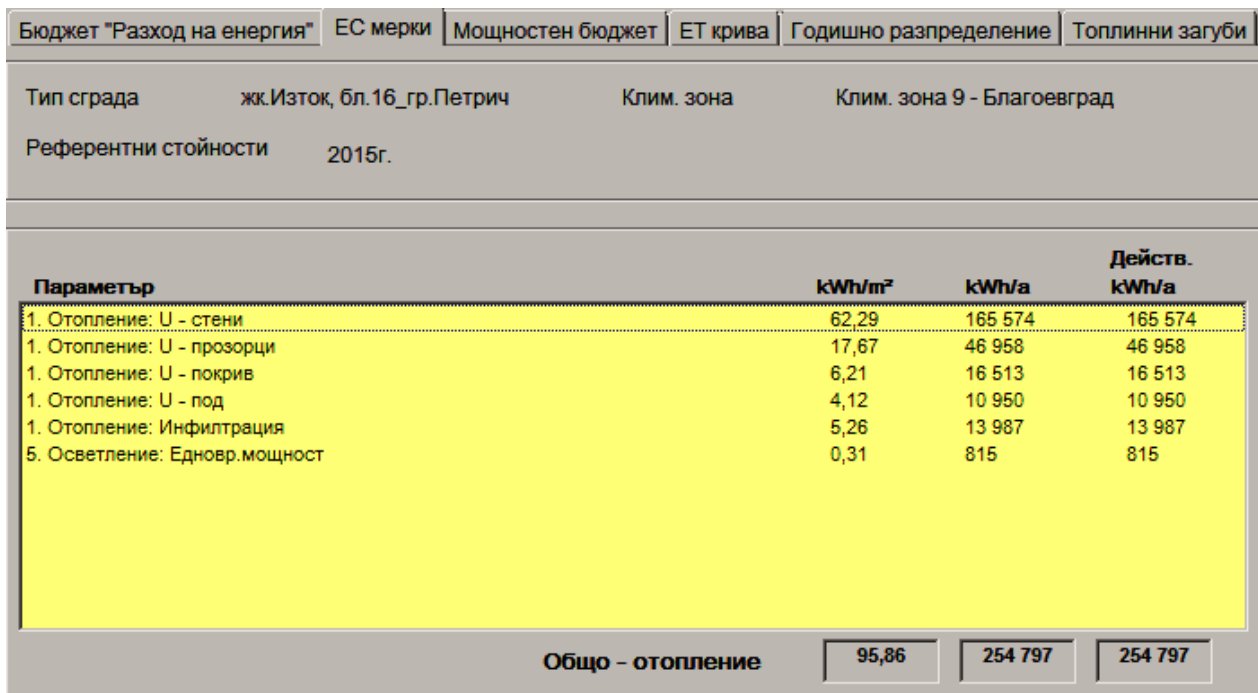 Бюджет "Разход на енергия" ЕС мерки Мощностен бюджет ЕТ крива Годишно разпределение Топлинни загуби
Тип сграда жк.Изток, бл.16_гр.Петрич Клим. зона Клим. зона 9 - Благоевград
Референтни стойности 2015г.
Действ.
Параметър kWh/m² kWh/a kWh/a
1. Отопление: U - стени 62,29 165 574 165 574
1. Отопление: U - прозорци 17,67 46 958 46 958
1. Отопление: U - покрив 6,21 16 513 16 513
1. Отопление: U - под 4,12 10 950 10 950
1. Отопление: Инфилтрация 5,26 13 987 13 987
5. Осветление: Едновр.мощност 0,31 815 815
Общо - отопление 95,86 254 797 254 797